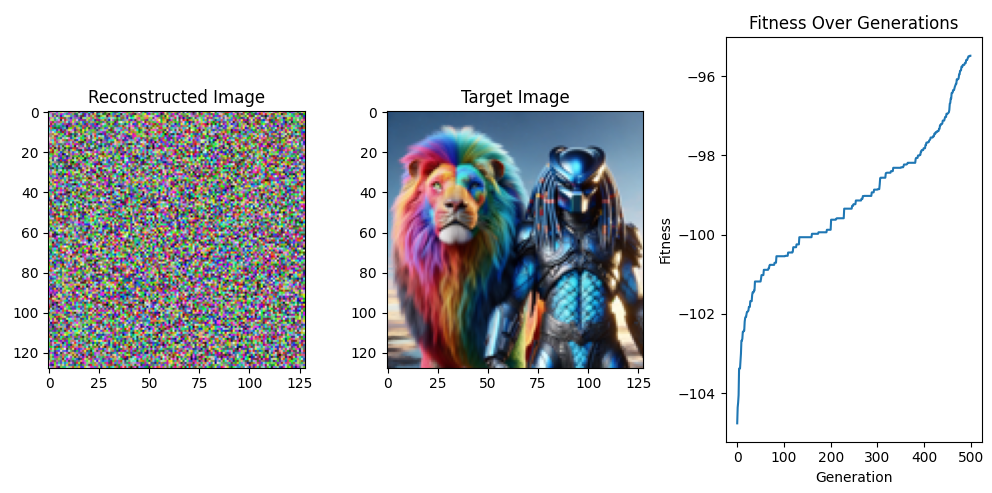 Reconstructed Image
0
20
40
60
80
100
120
0 25 50 75 100 125
Target Image
0
20
40
60
80
100
120
0 25 50 75 100 125
Fitness Over Generations
Fitness
−96
−98
−100
−102
−104
0 100 200 300 400 500
Generation